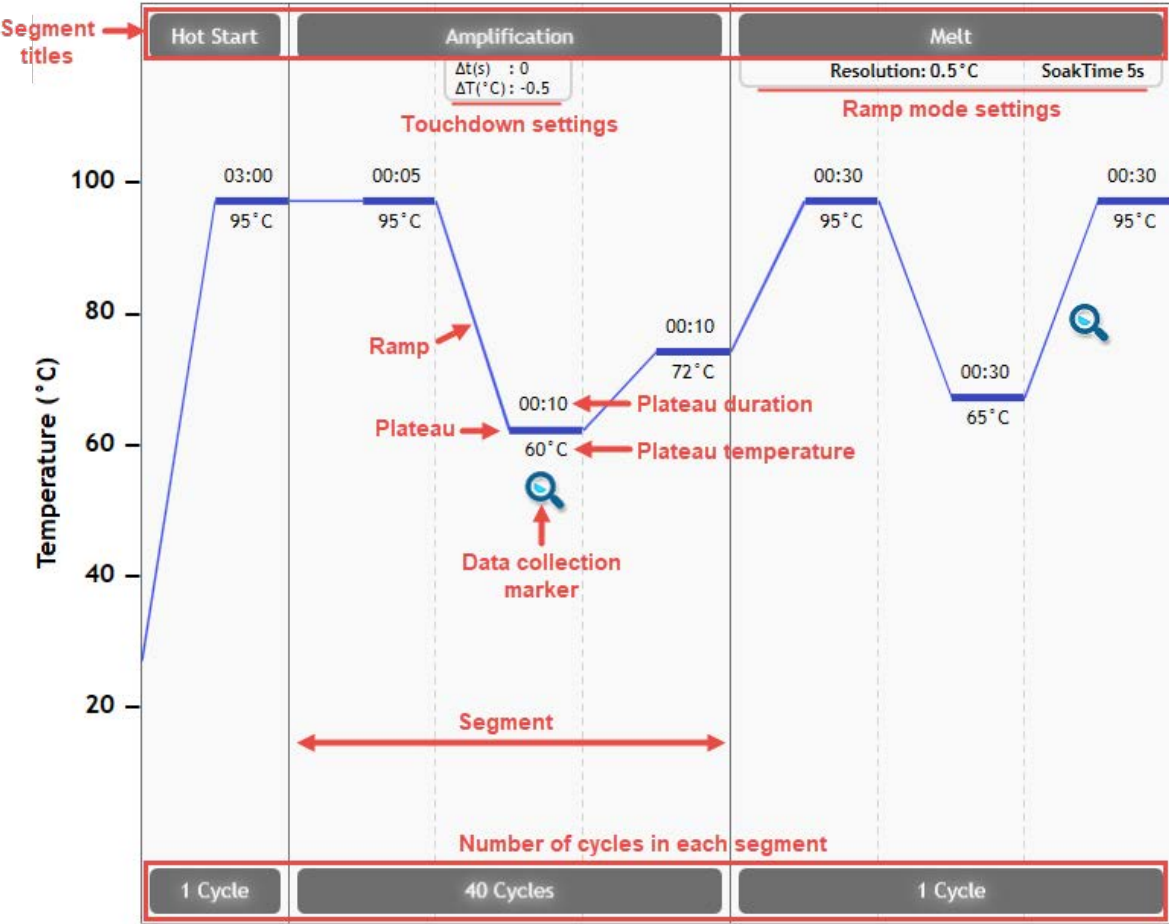 Segment
titles
Hot Start
Amplification
Melt
Δt(s) : 0
ΔT(°C) : -0.5
Touchdown settings
Resolution: 0.5°C
SoakTime 5s
Ramp mode settings
100
80
60
40
20
Temperature (°C)
03:00
95°C
00:05
95°C
Ramp
Plateau
00:10
Plateau duration
60°C
Plateau temperature
Data collection
marker
00:10
72°C
00:30
95°C
00:30
65°C
00:30
95°C
Segment
Number of cycles in each segment
1 Cycle
40 Cycles
1 Cycle